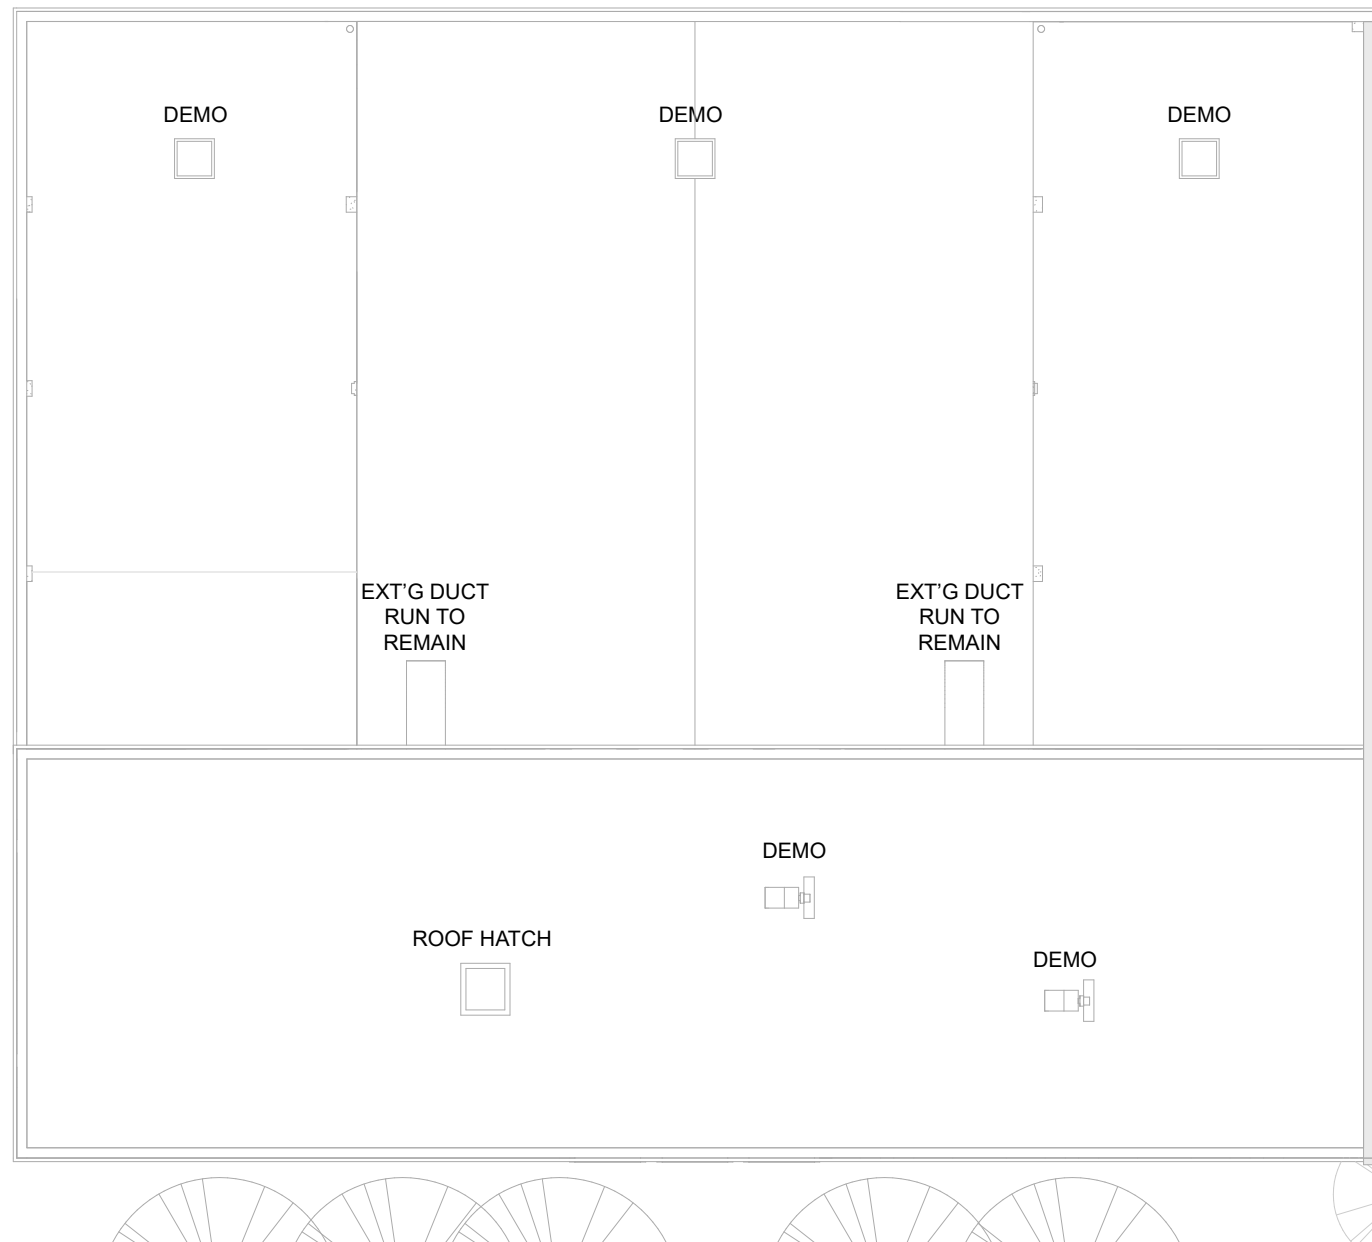 DEMO
DEMO
DEMO
EXT’G DUCT
RUN TO
REMAIN
EXT’G DUCT
RUN TO
REMAIN
DEMO
ROOF HATCH
DEMO